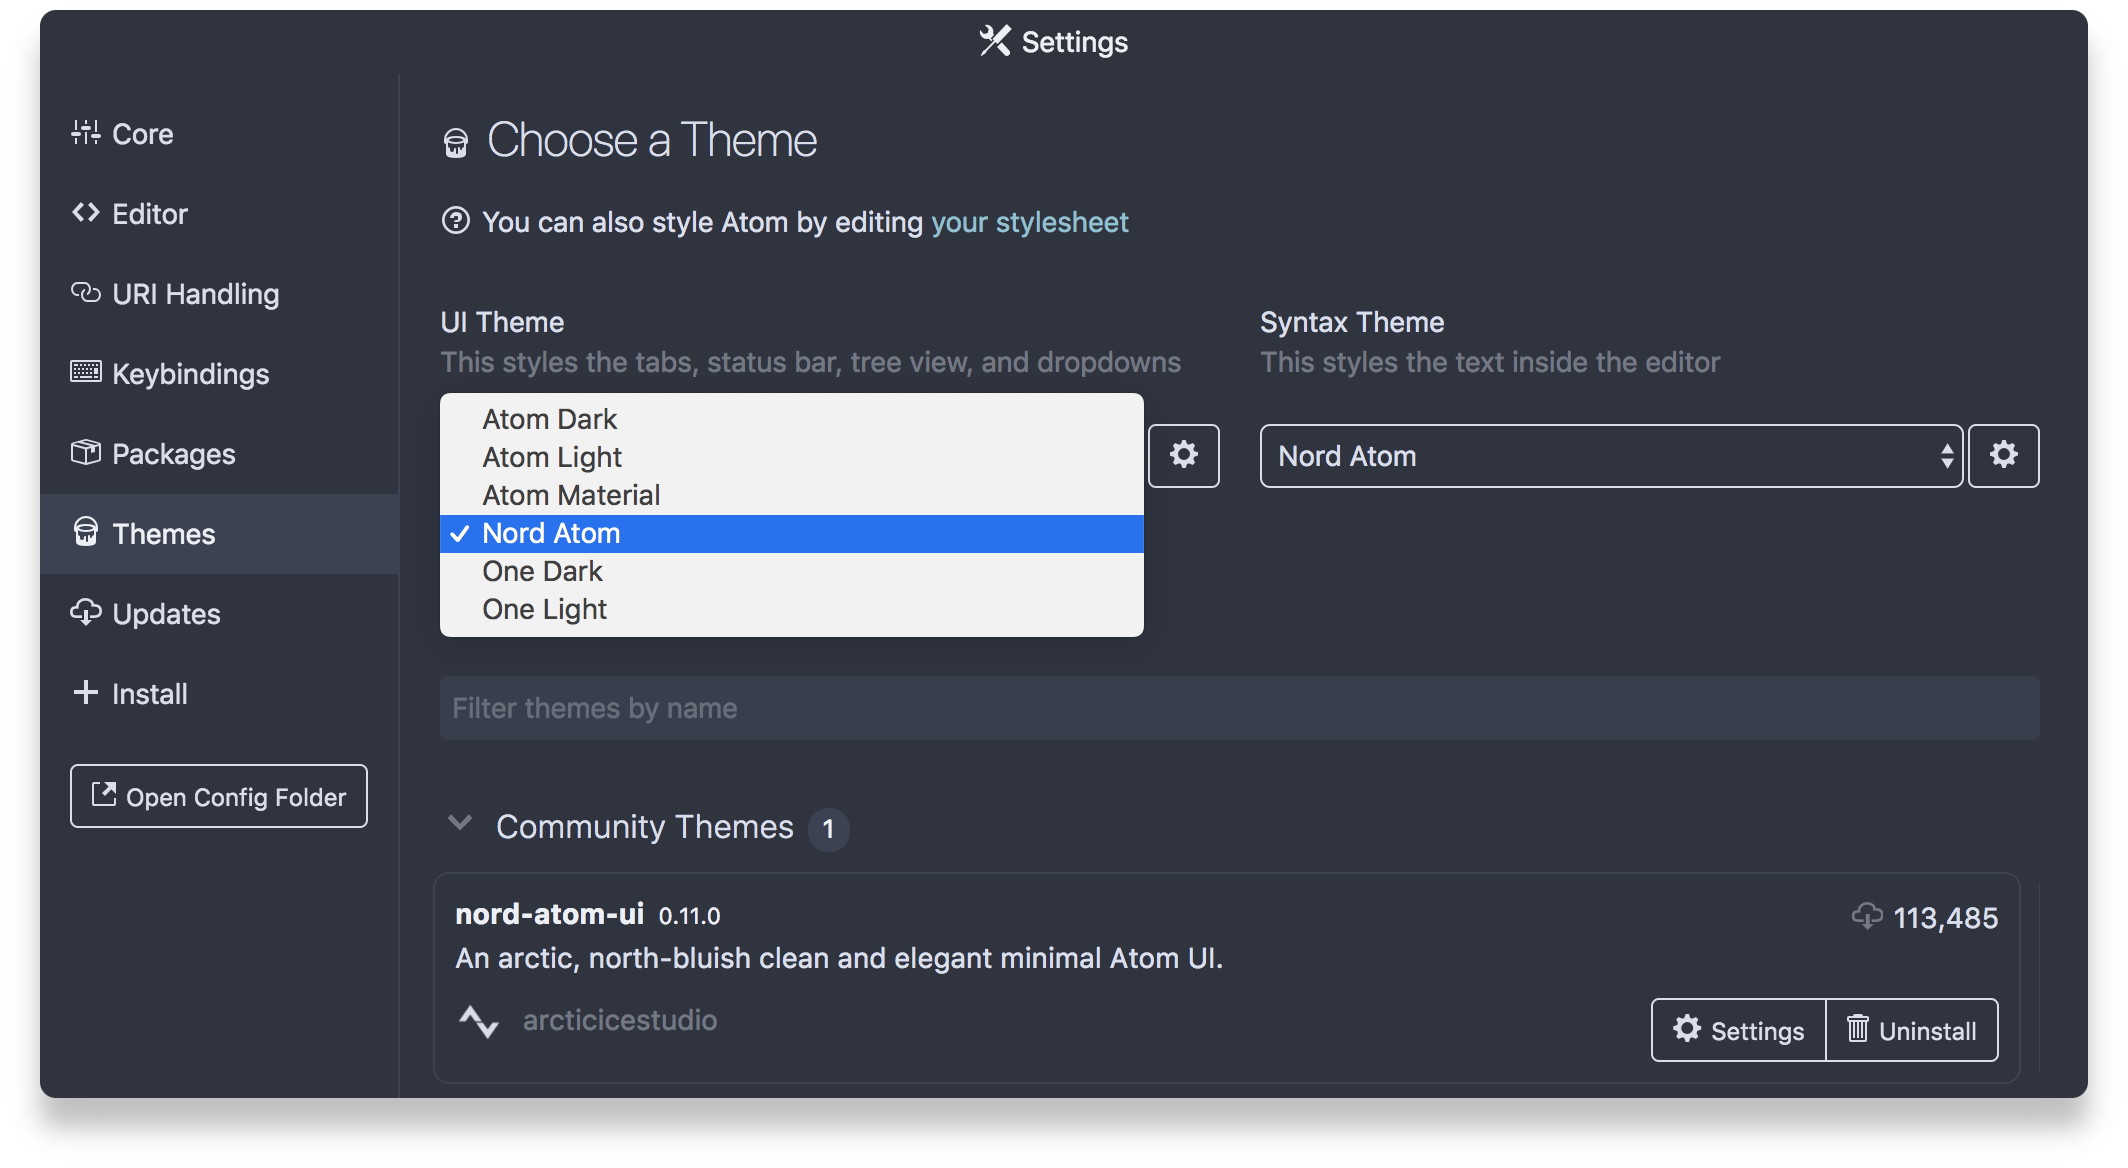 Settings
Core
Editor
URI Handling
Keybindings
Packages
Themes
Updates
Install
Open Config Folder
Choose a Theme
You can also style Atom by editing your stylesheet
UI Theme
This styles the tabs, status bar, tree view, and dropdowns
Atom Dark
Atom Light
Atom Material
Nord Atom
One Dark
One Light
Syntax Theme
This styles the text inside the editor
Nord Atom
Filter themes by name
Community Themes 1
nord-atom-ui 0.11.0
113,485
An arctic, north-bluish clean and elegant minimal Atom UI.
arcticicestudio
Settings
Uninstall